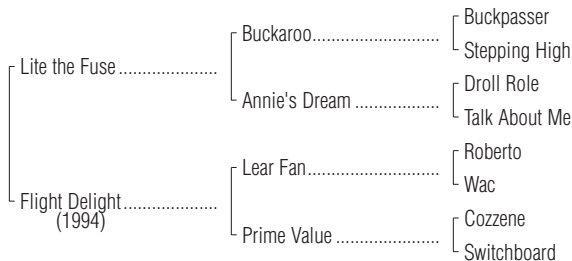 Buckpasser
Buckaroo
Stepping High
Lite the Fuse
Droll Role
Annie's Dream
Talk About Me
Roberto
Lear Fan
Wac
Flight Delight
(1994)
Cozzene
Prime Value
Switchboard